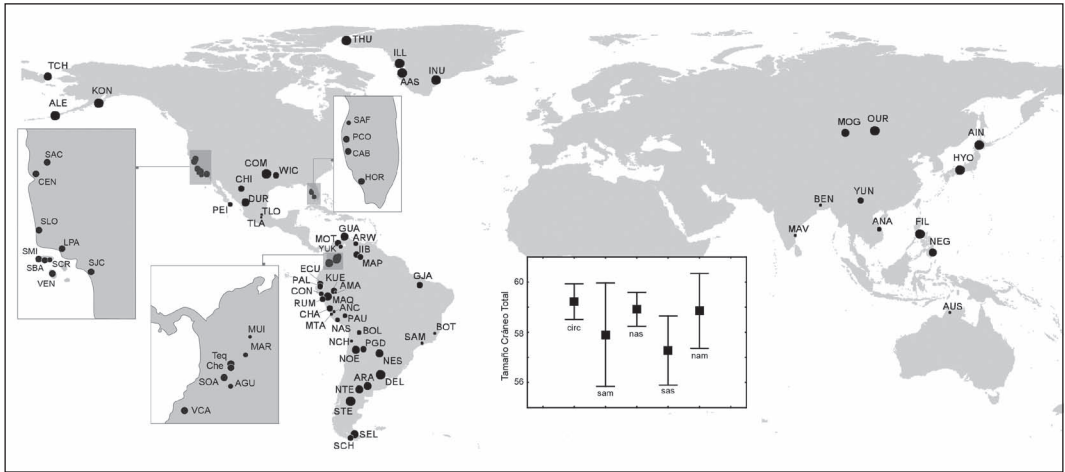 THU
ILL
AAS
INU
TCH
ALE
KON
SAF
PCO
CAB
HOR
MOG
OUR
AIN
HYO
SAC
CEN
SLO
LPA
SMI
SBA
SCR
VEN
SJC
COM
WIC
CHI
DUR
PEI
TLO
TLA
BEN
YUN
MAV
ANA
FIL
NEG
AUS
GUA
MOT
ARW
YUK
JIB
MAP
ECU
KUE
PAL
AMA
CON
MAQ
RUM
ANC
CHA
PAU
MTA
NAS
GJA
BOL
BOT
SAM
NCH
PGD
NOE
NES
ARA
DEL
NTE
STE
SEL
SCH
MUI
MAR
Teq
Che
SOA
AGU
VCA
Tamaño Cráneo Total
60
58
56
circ
sam
nas
sas
nam